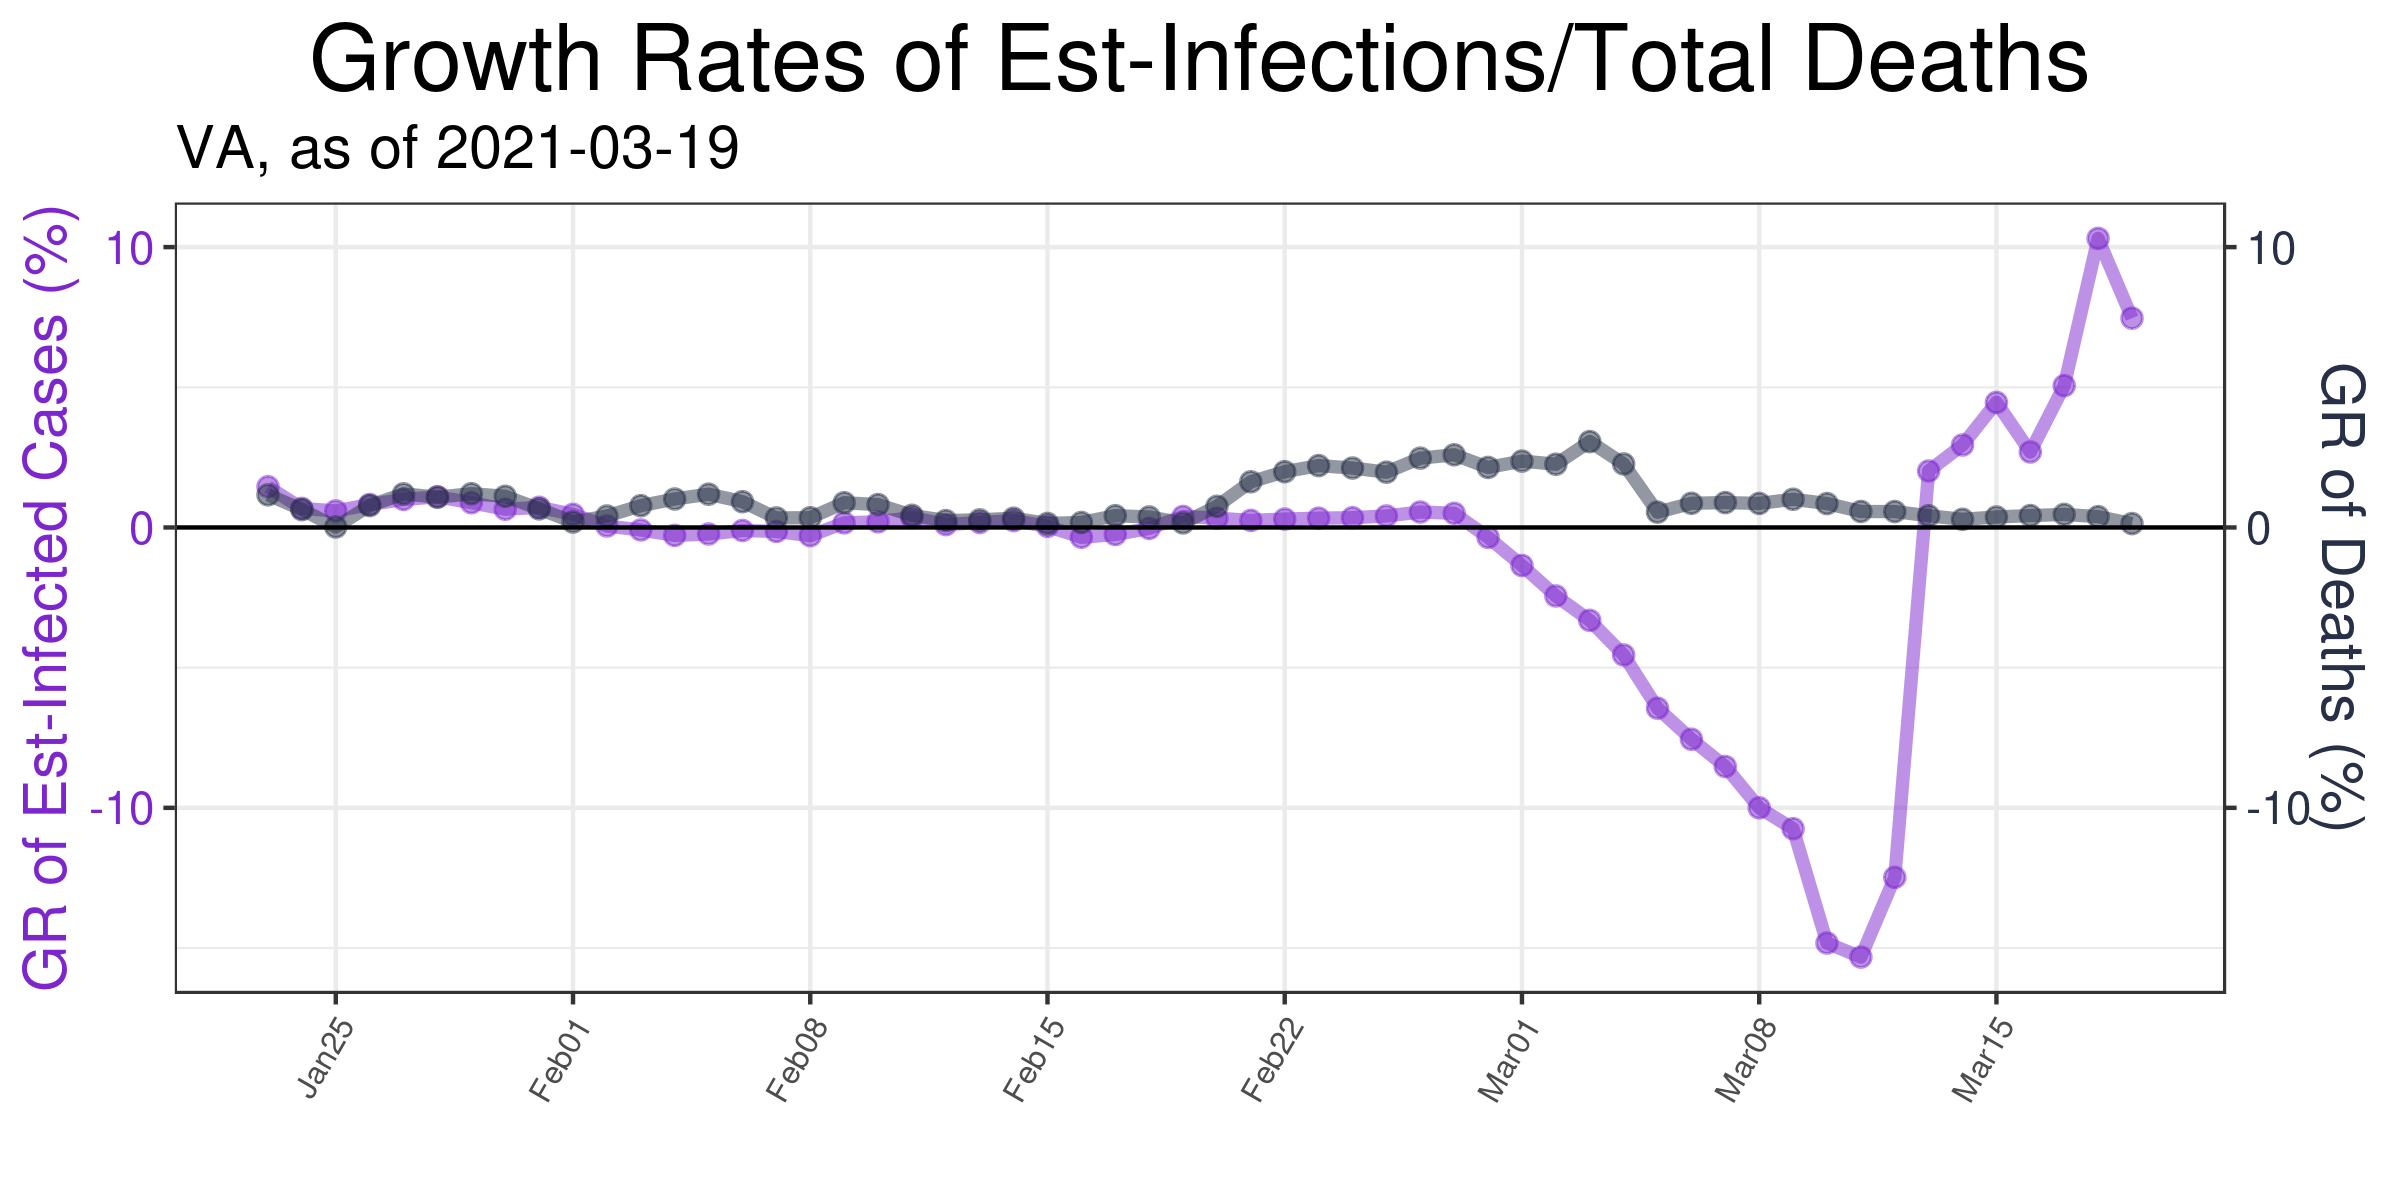 Growth Rates of Est-Infections/Total Deaths
VA, as of 2021-03-19
GR of Est-Infected Cases (%)
10
0
-10
10
0
-10
GR of Deaths (%)
Jan25
Feb01
Feb08
Feb15
Feb22
Mar01
Mar08
Mar15